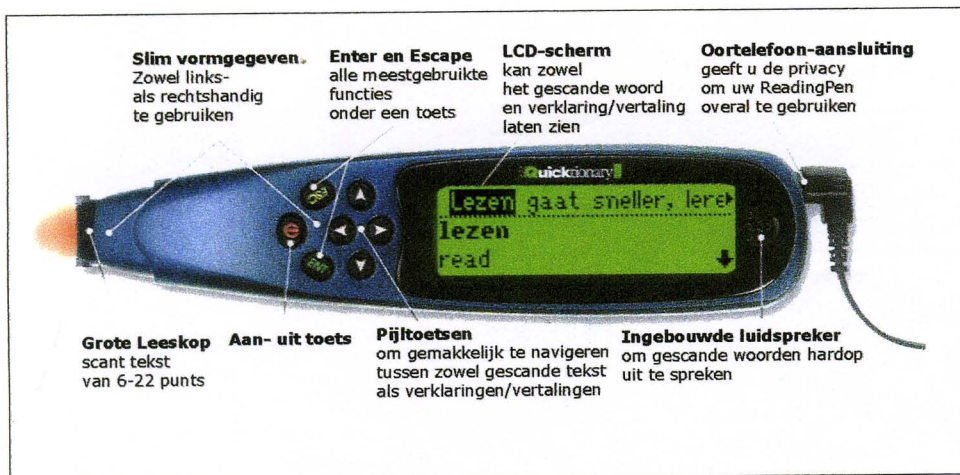 Slim vormgegeven.
Zowel links-
als rechtshandig
te gebruiken
Enter en Escape
alle meestgebruikte
functies
onder een toets
LCD-scherm
kan zowel
het gescande woord
en verklaring/vertaling
laten zien
Oortelefoon-aansluiting
geeft u de privacy
om uw ReadingPen
overal te gebruiken
Quicktionary
ESC
ENT
Lezen gaat sneller, lere
lezen
read
Grote Leeskop
scant tekst
van 6-22 punts
Aan- uit toets
Pijltoetsen
om gemakkelijk te navigeren
tussen zowel gescande tekst
als verklaringen/vertalingen
Ingebouwde luidspreker
om gescande woorden hardop
uit te spreken